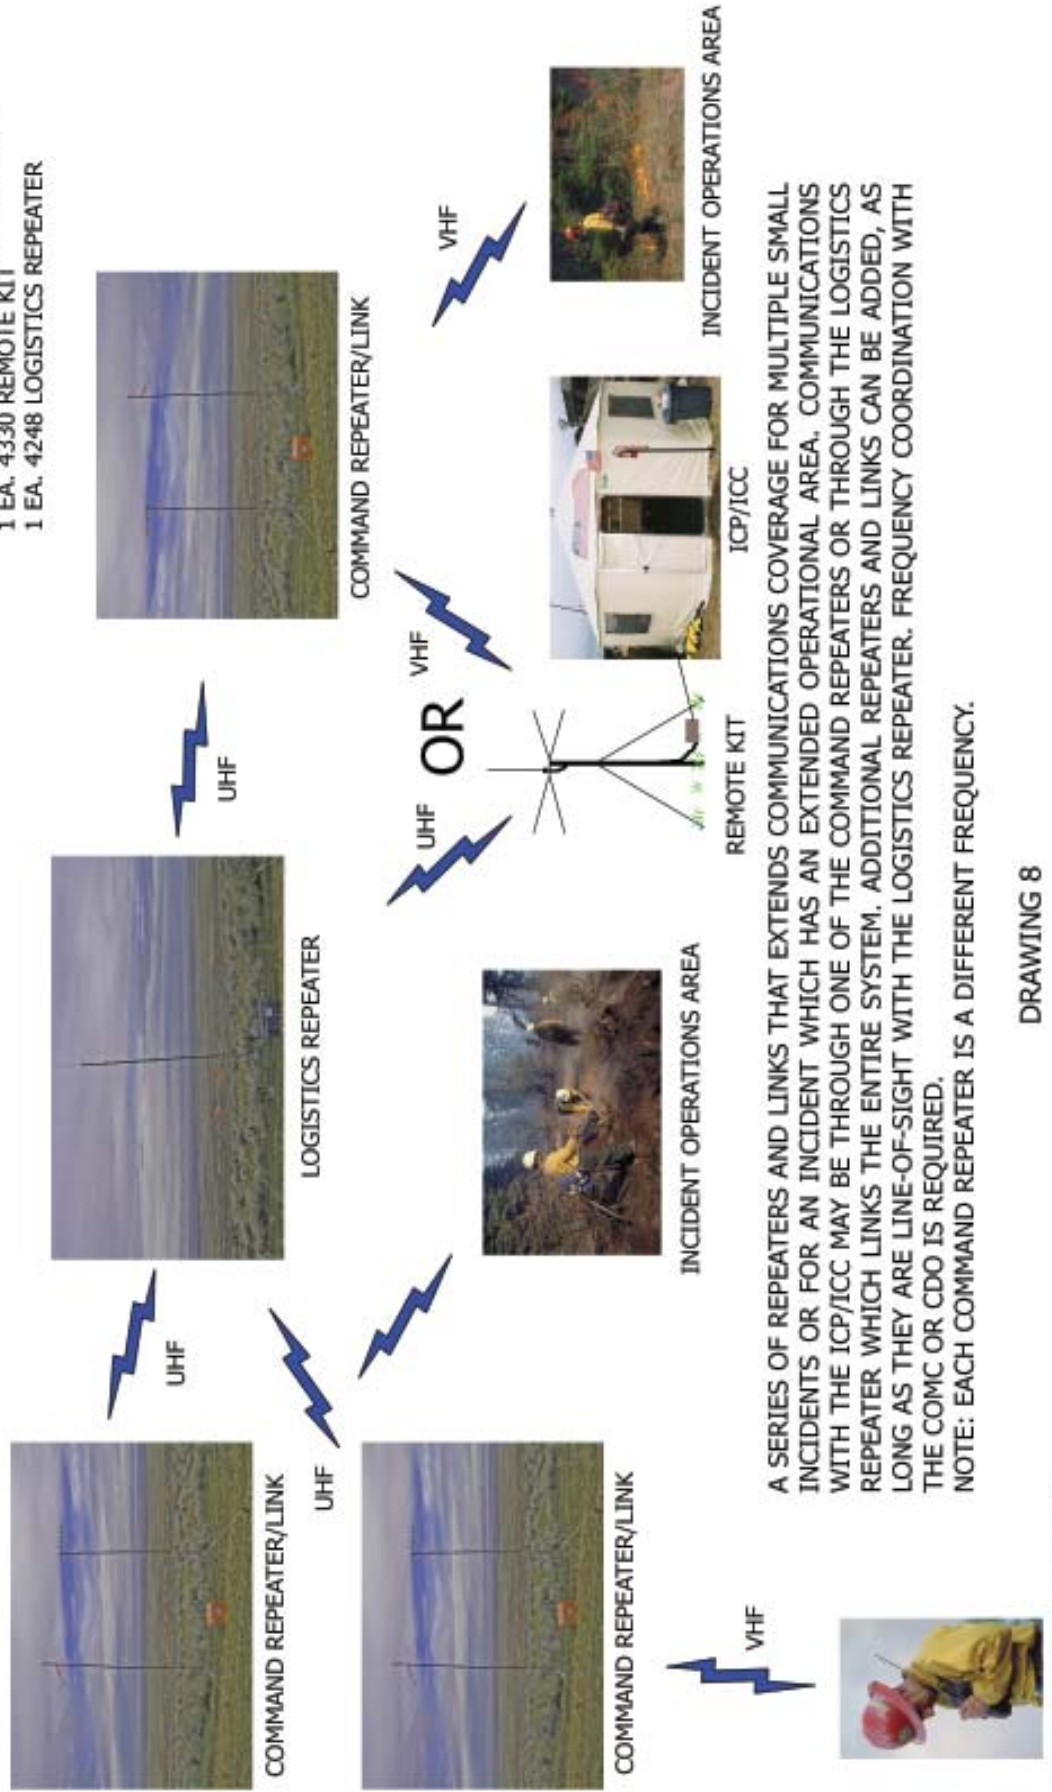 1 EA. 4330 REMOTE KIT
1 EA. 4248 LOGISTICS REPEATER
UHF
UHF
LOGISTICS REPEATER
COMMAND REPEATER/LINK
COMMAND REPEATER/LINK
UHF
UHF
OR
VHF
VHF
COMMAND REPEATER/LINK
VHF
INCIDENT OPERATIONS AREA
REMOTE KIT
ICP/ICC
INCIDENT OPERATIONS AREA
A SERIES OF REPEATERS AND LINKS THAT EXTENDS COMMUNICATIONS COVERAGE FOR MULTIPLE SMALL
INCIDENTS OR FOR AN INCIDENT WHICH HAS AN EXTENDED OPERATIONAL AREA. COMMUNICATIONS
WITH THE ICP/ICC MAY BE THROUGH ONE OF THE COMMAND REPEATERS OR THROUGH THE LOGISTICS
REPEATER WHICH LINKS THE ENTIRE SYSTEM. ADDITIONAL REPEATERS AND LINKS CAN BE ADDED, AS
LONG AS THEY ARE LINE-OF-SIGHT WITH THE LOGISTICS REPEATER. FREQUENCY COORDINATION WITH
THE COMC OR CDO IS REQUIRED.
NOTE: EACH COMMAND REPEATER IS A DIFFERENT FREQUENCY.
DRAWING 8